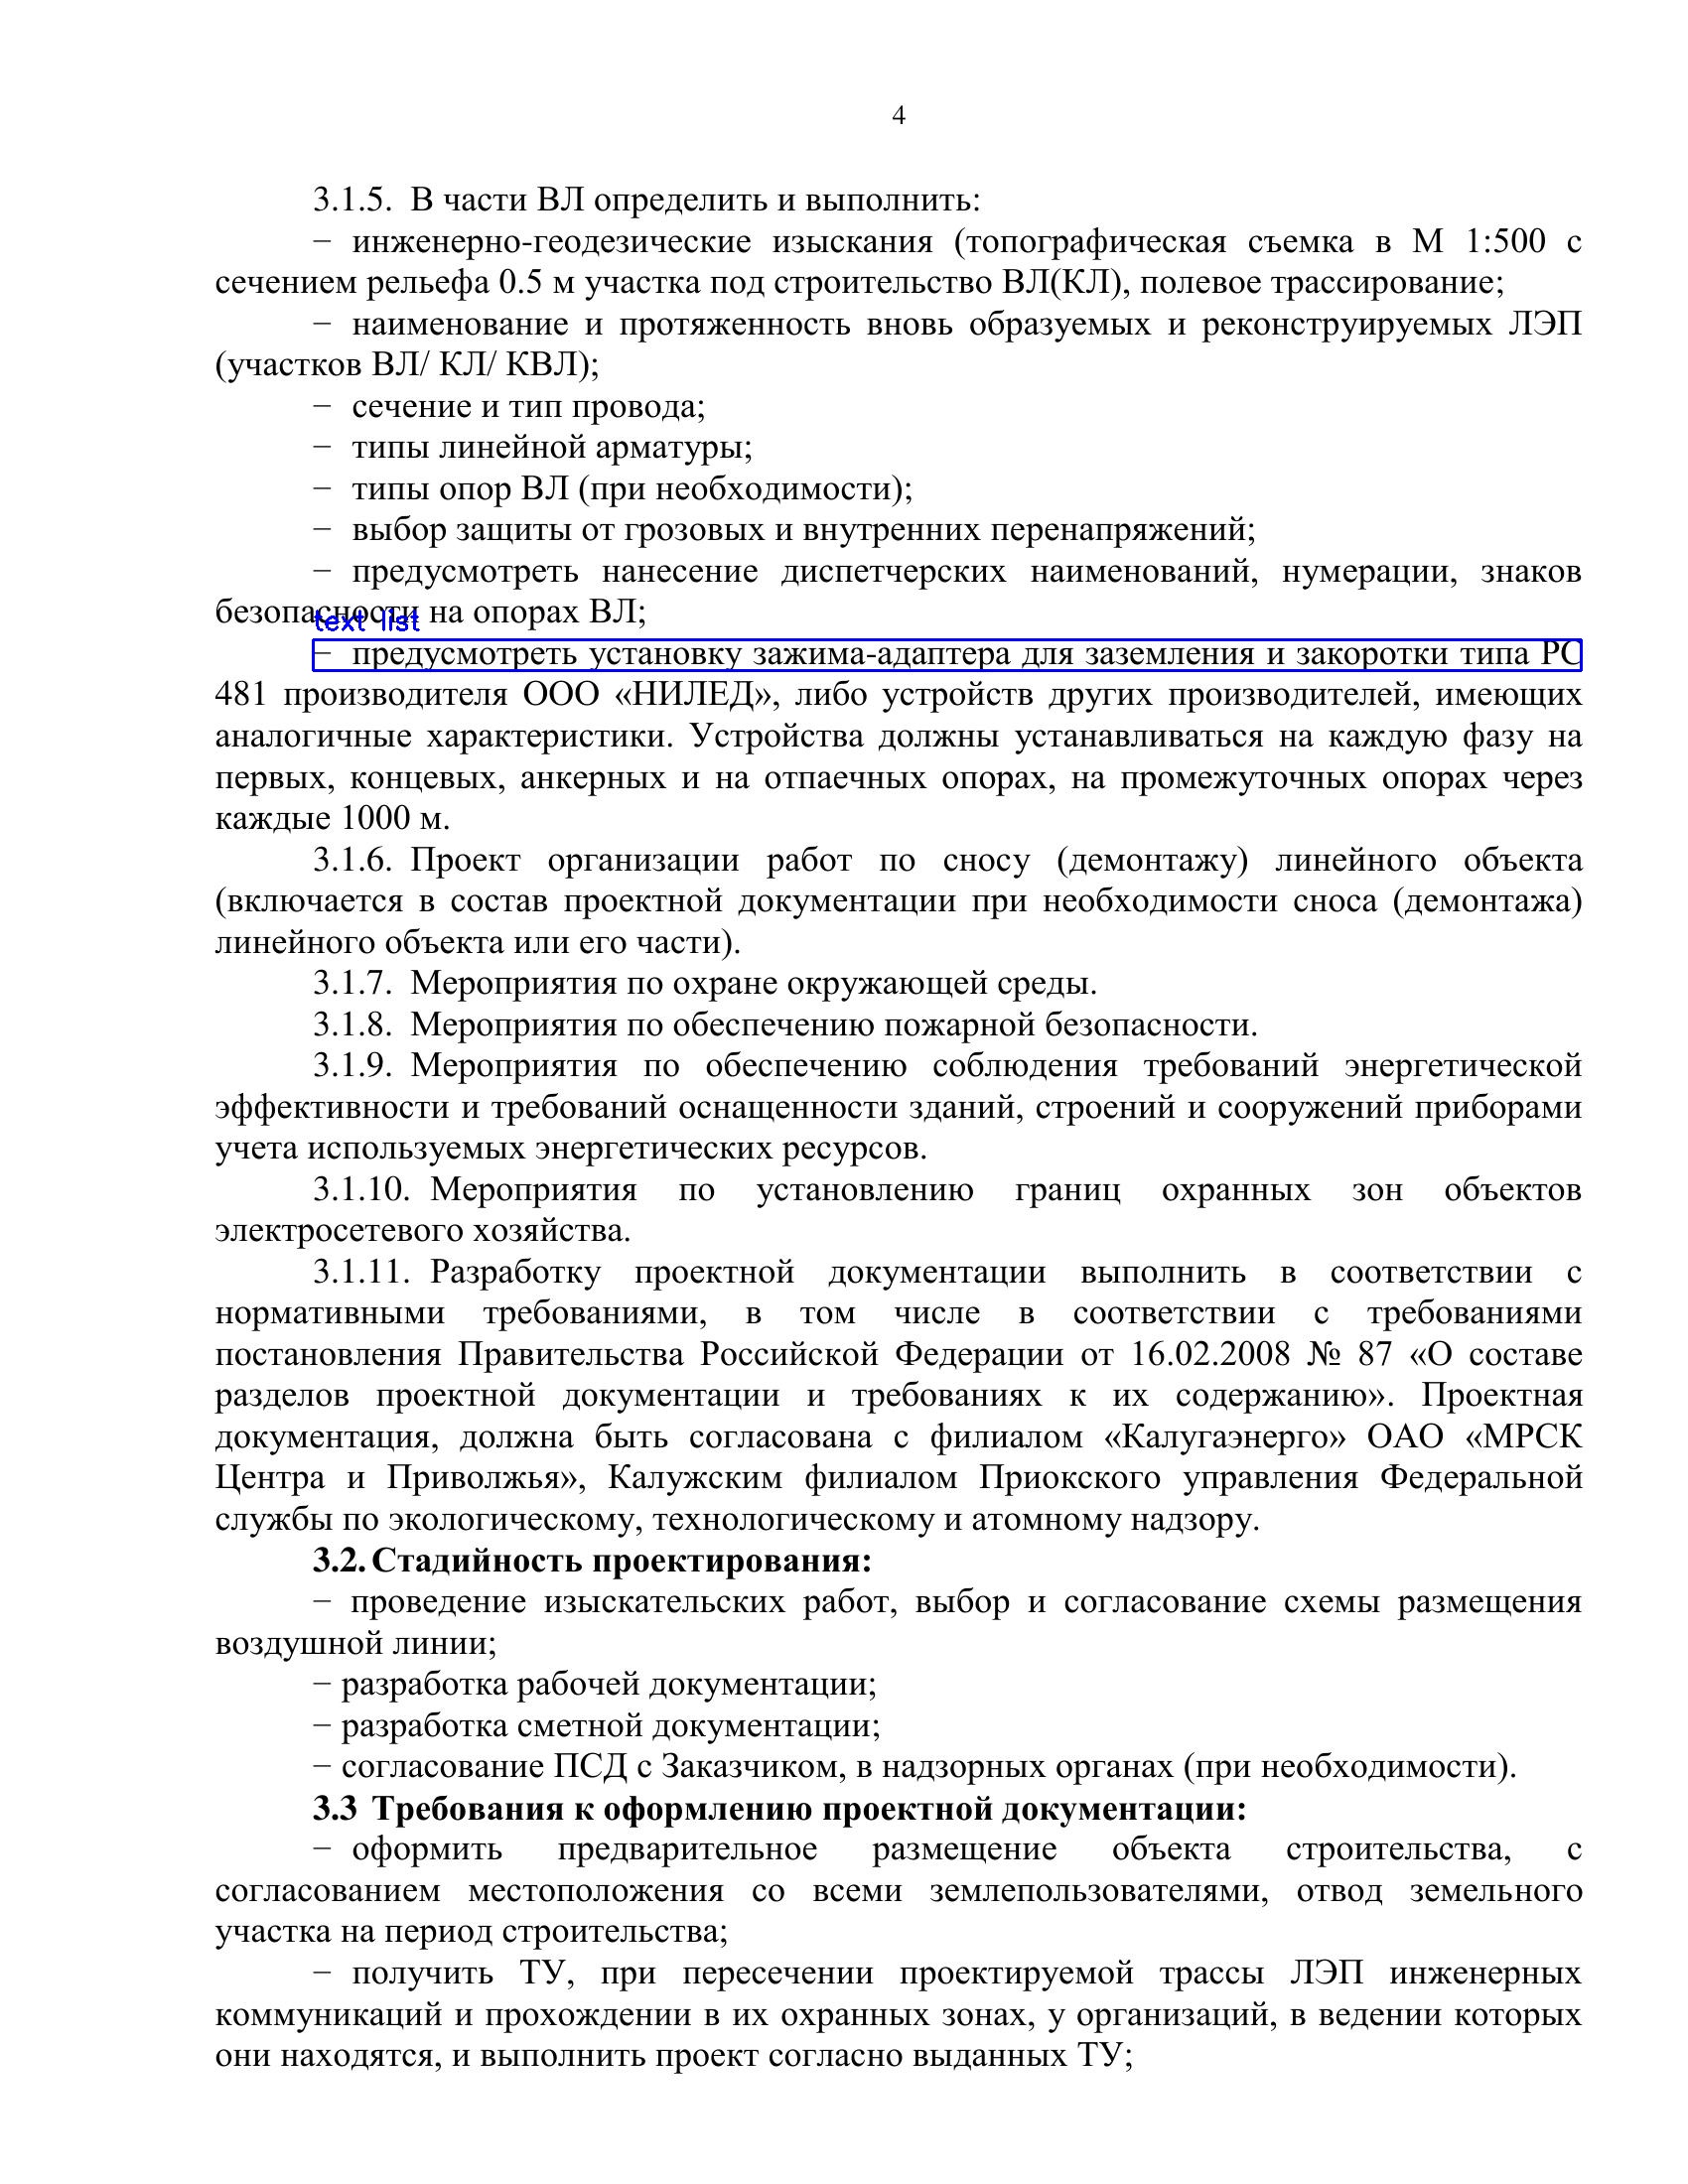 4
3.1.5. В части ВЛ определить и выполнить:
− инженерно-геодезические изыскания (топографическая съемка в М 1:500 с
сечением рельефа 0.5 м участка под строительство ВЛ(КЛ), полевое трассирование;
− наименование и протяженность вновь образуемых и реконструируемых ЛЭП
(участков ВЛ/ КЛ/ КВЛ);
− сечение и тип провода;
− типы линейной арматуры;
− типы опор ВЛ (при необходимости);
− выбор защиты от грозовых и внутренних перенапряжений;
− предусмотреть нанесение диспетчерских наименований, нумерации, знаков
безопасности на опорах ВЛ;
text list
− предусмотреть установку зажима-адаптера для заземления и закоротки типа РС
481 производителя ООО «НИЛЕД», либо устройств других производителей, имеющих
аналогичные характеристики. Устройства должны устанавливаться на каждую фазу на
первых, концевых, анкерных и на отпаечных опорах, на промежуточных опорах через
каждые 1000 м.
3.1.6. Проект организации работ по сносу (демонтажу) линейного объекта
(включается в состав проектной документации при необходимости сноса (демонтажа)
линейного объекта или его части).
3.1.7. Мероприятия по охране окружающей среды.
3.1.8. Мероприятия по обеспечению пожарной безопасности.
3.1.9. Мероприятия по обеспечению соблюдения требований энергетической
эффективности и требований оснащенности зданий, строений и сооружений приборами
учета используемых энергетических ресурсов.
3.1.10. Мероприятия по установлению границ охранных зон объектов
электросетевого хозяйства.
3.1.11. Разработку проектной документации выполнить в соответствии с
нормативными требованиями, в том числе в соответствии с требованиями
постановления Правительства Российской Федерации от 16.02.2008 № 87 «О составе
разделов проектной документации и требованиях к их содержанию». Проектная
документация, должна быть согласована с филиалом «Калугаэнерго» ОАО «МРСК
Центра и Приволжья», Калужским филиалом Приокского управления Федеральной
службы по экологическому, технологическому и атомному надзору.
3.2. Стадийность проектирования:
− проведение изыскательских работ, выбор и согласование схемы размещения
воздушной линии;
− разработка рабочей документации;
− разработка сметной документации;
− согласование ПСД с Заказчиком, в надзорных органах (при необходимости).
3.3 Требования к оформлению проектной документации:
− оформить предварительное размещение объекта строительства, с
согласованием местоположения со всеми землепользователями, отвод земельного
участка на период строительства;
− получить ТУ, при пересечении проектируемой трассы ЛЭП инженерных
коммуникаций и прохождении в их охранных зонах, у организаций, в ведении которых
они находятся, и выполнить проект согласно выданных ТУ;